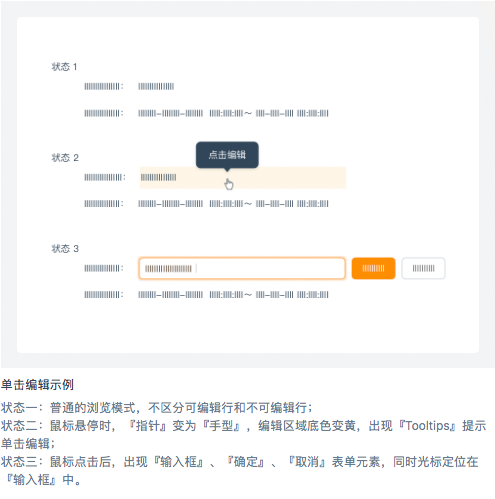 状态 1
状态 2
点击编辑
状态 3
单击编辑示例
状态一：普通的浏览模式，不区分可编辑行和不可编辑行；
状态二：鼠标悬停时，『指针』变为『手型』，编辑区域底色变黄，出现『Tooltips』提示
单击编辑；
状态三：鼠标点击后，出现『输入框』、『确定』、『取消』表单元素，同时光标定位在
『输入框』中。